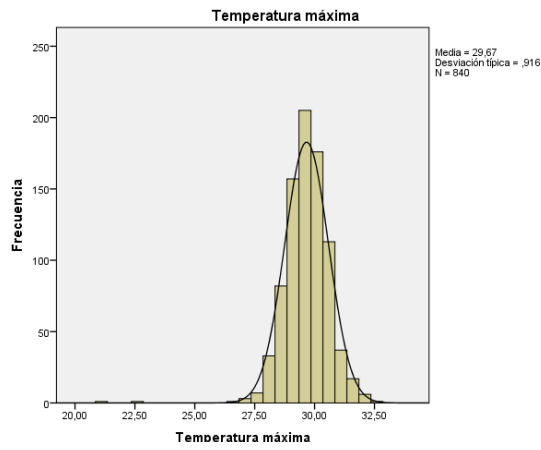 Temperatura máxima
Media = 29,67
Desviación típica = ,916
N = 840
Frecuencia
250
200
150
100
50
0
20,00 22,50 25,00 27,50 30,00 32,50
Temperatura máxima